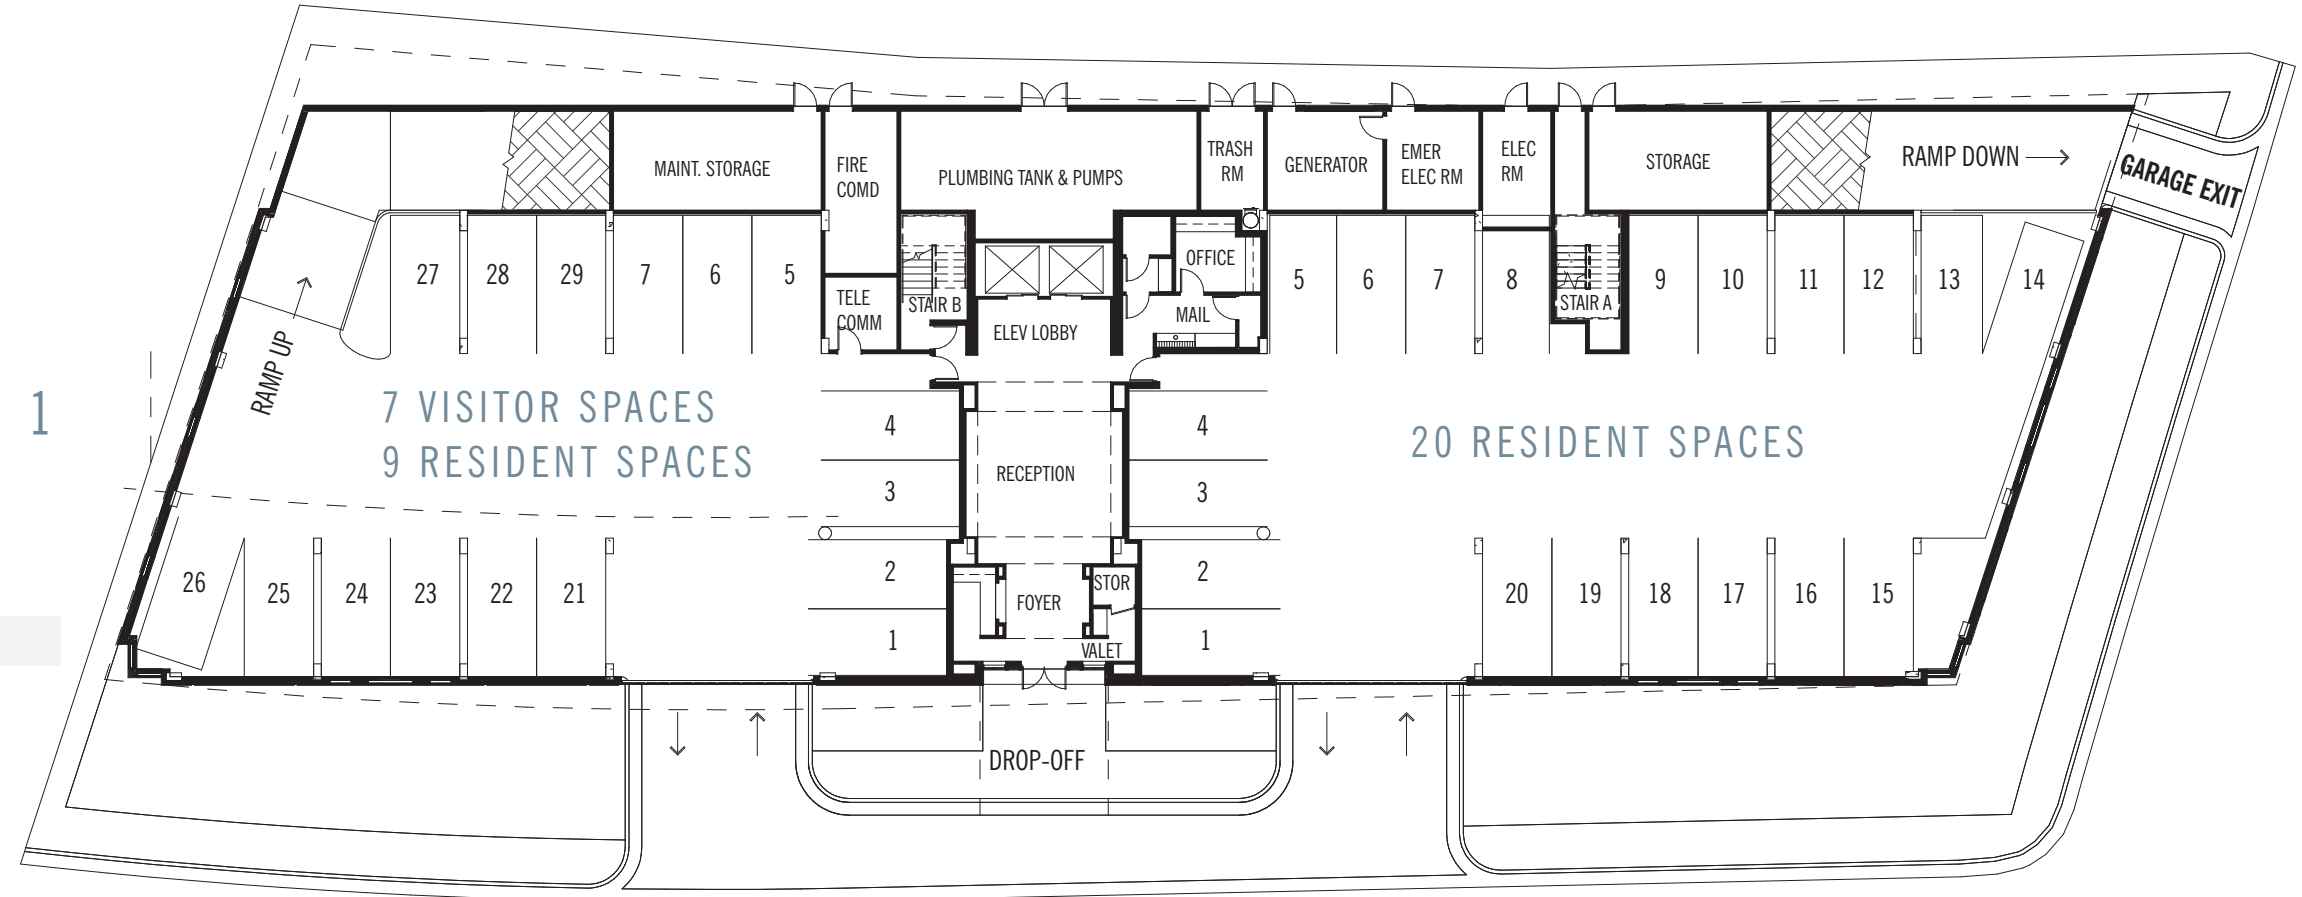 MAINT. STORAGE
FIRE
COMD
PLUMBING TANK & PUMPS
TRASH
RM
GENERATOR
EMER
ELEC RM
ELEC
RM
STORAGE
RAMP DOWN
GARAGE EXIT
27
28
29
7
6
5
TELE
COMM
STAIR B
ELEV LOBBY
OFFICE
MAIL
5
6
7
8
STAIR A
9
10
11
12
13
14
RAMP UP
1
7 VISITOR SPACES
9 RESIDENT SPACES
4
3
2
1
RECEPTION
4
3
2
1
20 RESIDENT SPACES
26
25
24
23
22
21
FOYER
STOR
VALET
20
19
18
17
16
15
DROP-OFF